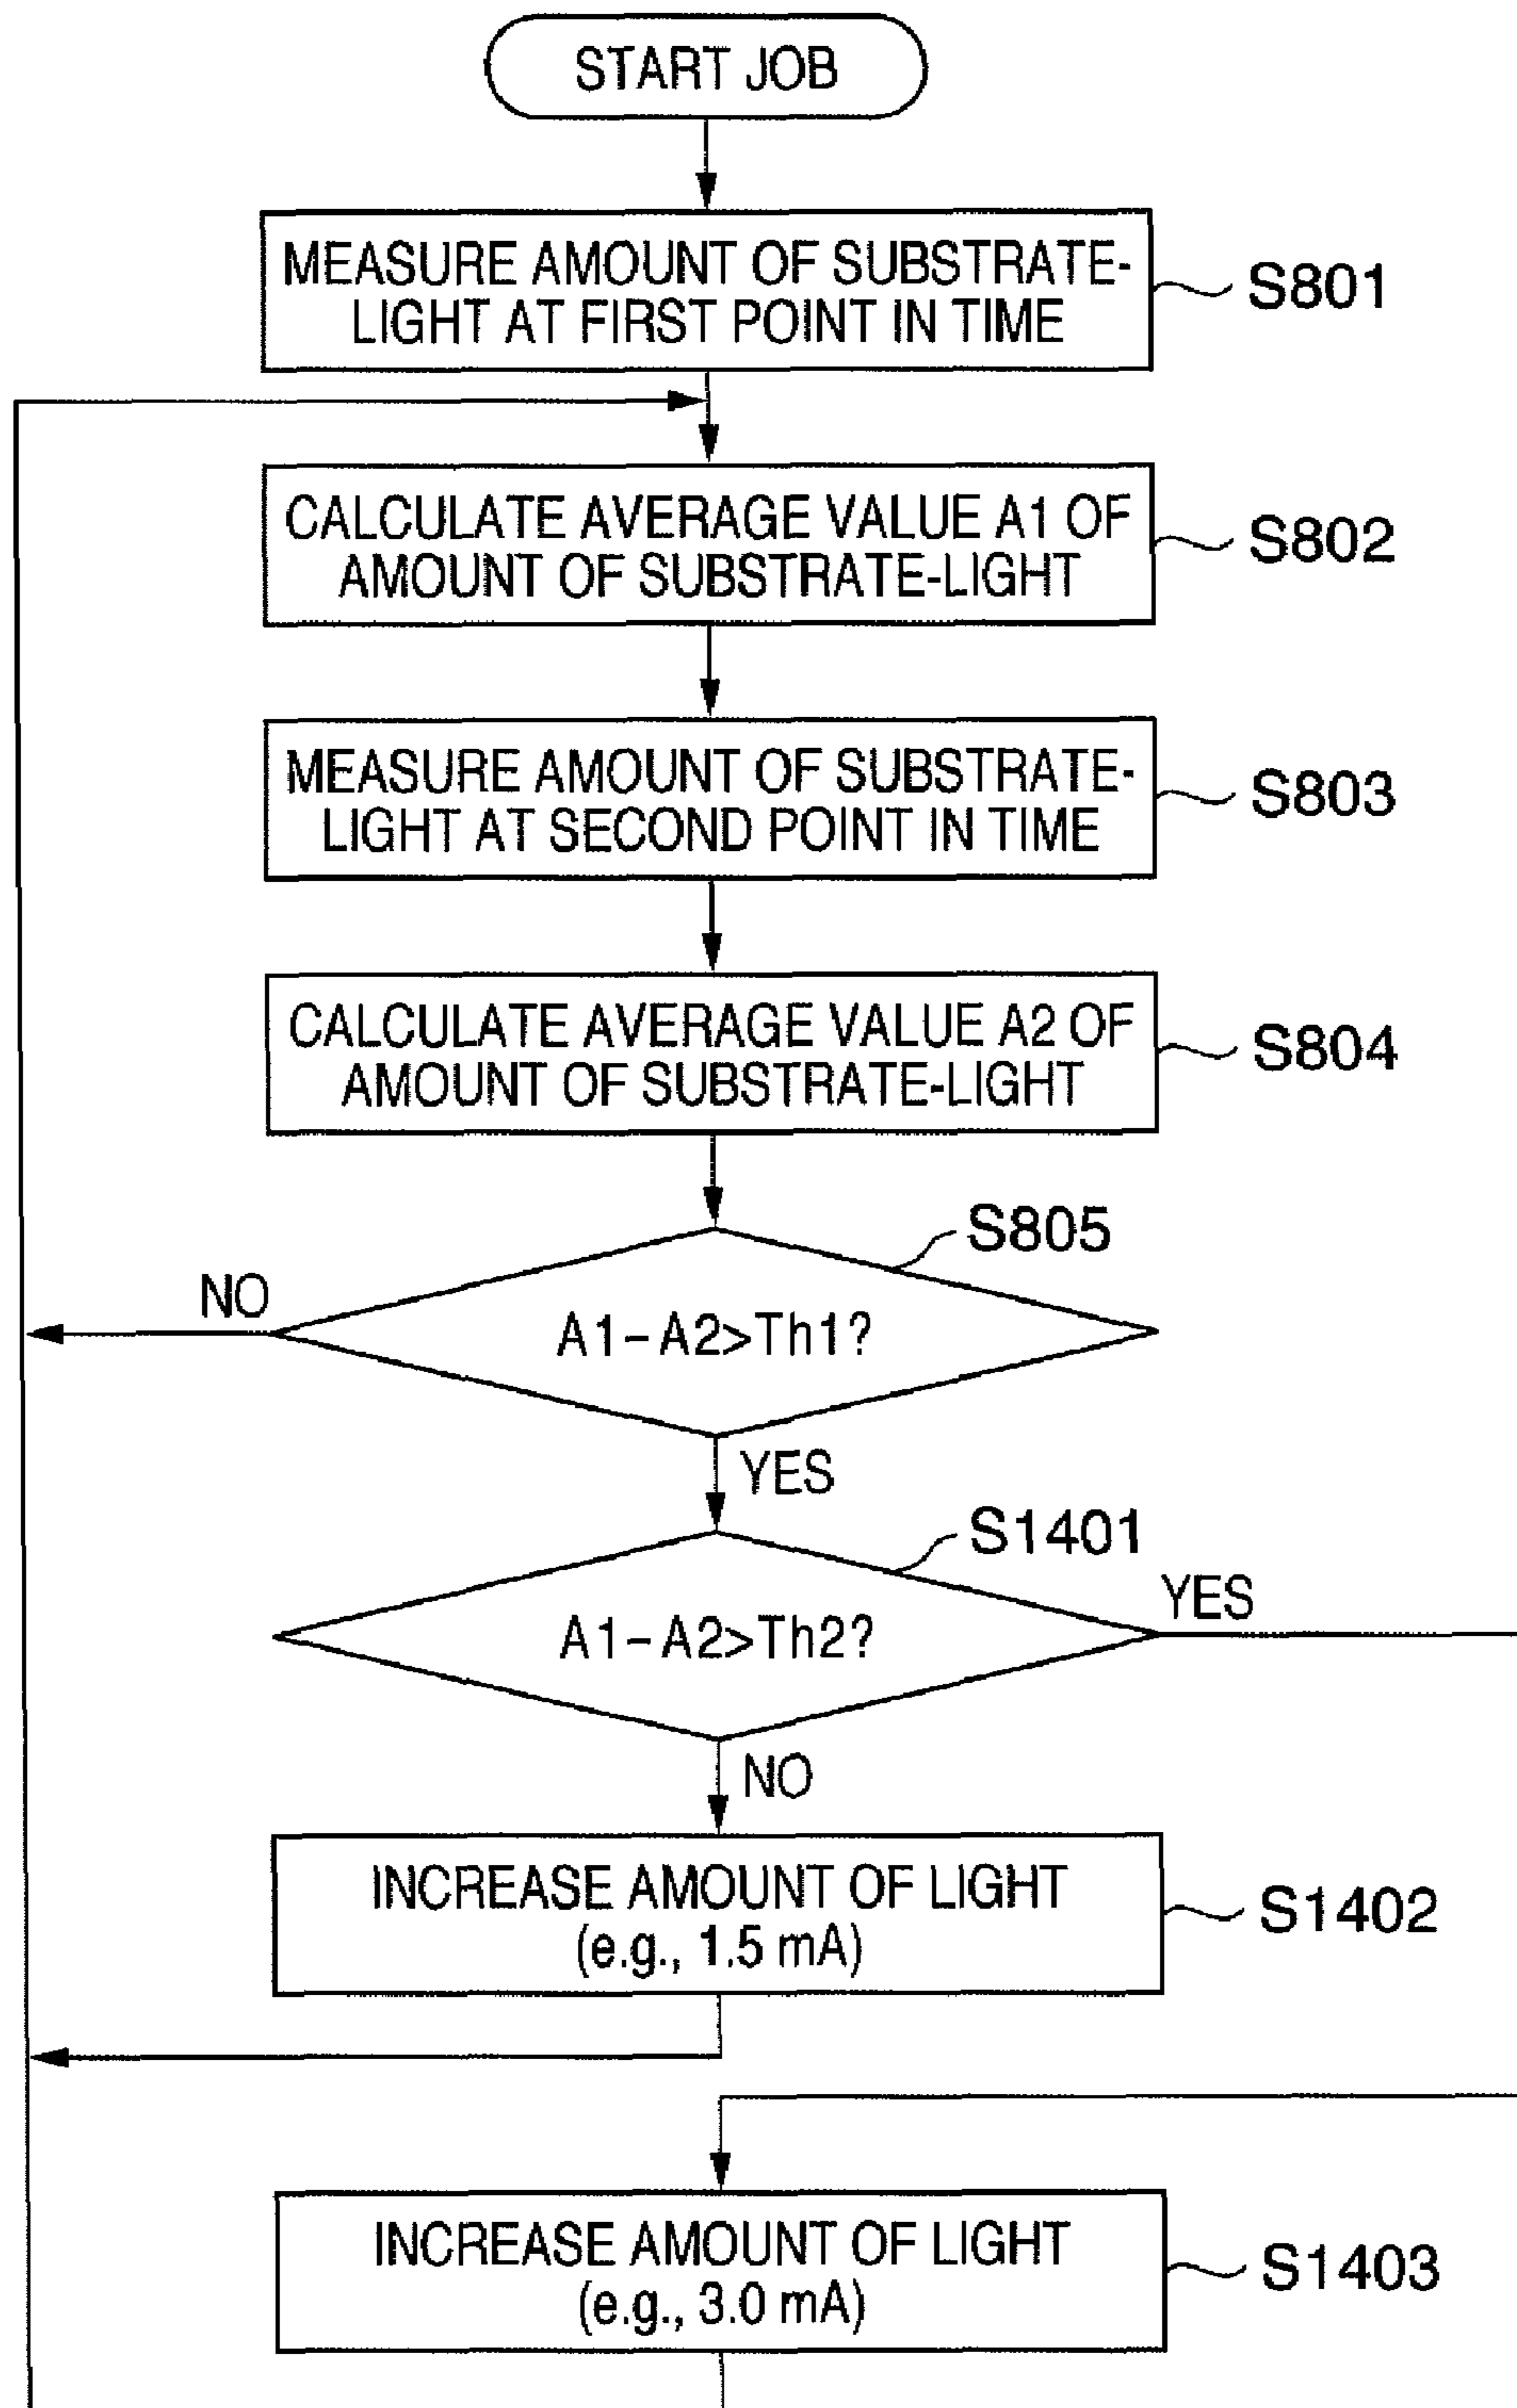 START JOB
MEASURE AMOUNT OF SUBSTRATE-
LIGHT AT FIRST POINT IN TIME
S801
CALCULATE AVERAGE VALUE A1 OF
AMOUNT OF SUBSTRATE-LIGHT
S802
MEASURE AMOUNT OF SUBSTRATE-
LIGHT AT SECOND POINT IN TIME
S803
CALCULATE AVERAGE VALUE A2 OF
AMOUNT OF SUBSTRATE-LIGHT
S804
S805
NO
A1-A2>Th1?
YES
S1401
YES
A1-A2>Th2?
NO
INCREASE AMOUNT OF LIGHT
(e.g., 1.5 mA)
S1402
INCREASE AMOUNT OF LIGHT
(e.g., 3.0 mA)
S1403